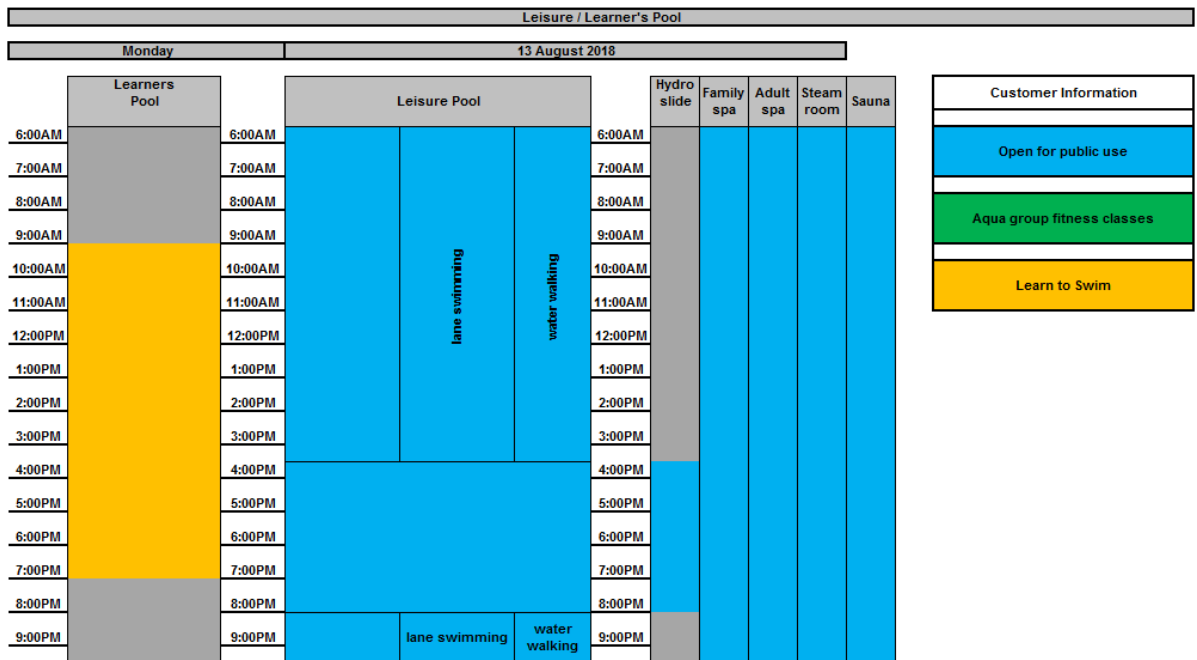 Leisure / Learner's Pool
Monday 13 August 2018
Learners
Pool
Leisure Pool
Hydro
slide
Family
spa
Adult
spa
Steam
room
Sauna
Customer Information
6:00AM 6:00AM 6:00AM
Open for public use
7:00AM 7:00AM 7:00AM
8:00AM 8:00AM 8:00AM
Aqua group fitness classes
9:00AM 9:00AM 9:00AM
10:00AM 10:00AM 10:00AM
lane swimming
water walking
Learn to Swim
11:00AM 11:00AM 11:00AM
12:00PM 12:00PM 12:00PM
1:00PM 1:00PM 1:00PM
2:00PM 2:00PM 2:00PM
3:00PM 3:00PM 3:00PM
4:00PM 4:00PM 4:00PM
5:00PM 5:00PM 5:00PM
6:00PM 6:00PM 6:00PM
7:00PM 7:00PM 7:00PM
8:00PM 8:00PM 8:00PM
9:00PM 9:00PM lane swimming water 9:00PM
walking